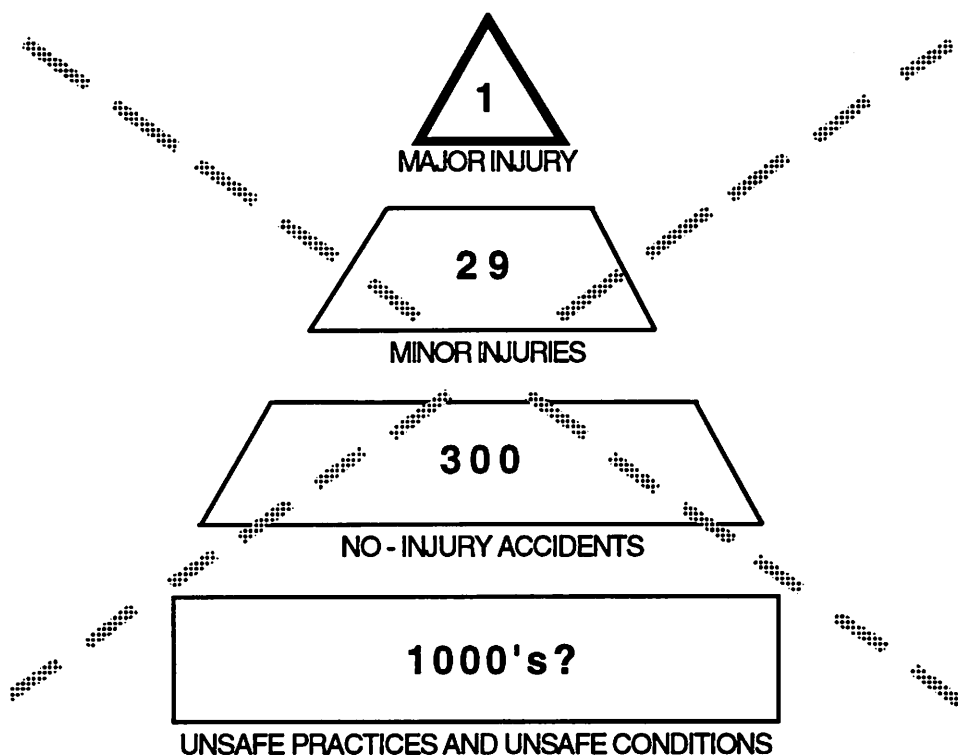 1
MAJOR INJURY
29
MINOR INJURIES
300
NO - INJURY ACCIDENTS
1000's?
UNSAFE PRACTICES AND UNSAFE CONDITIONS